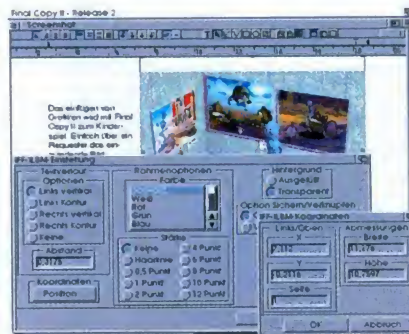 Final Copy II - Release 2
Screenshot
Das einfügen von
Grafiken wird mit Final
Copy II zum Kinder-
spiel. Einfach über ein
Requester das ein-
IFF-ILBM-Einstellung
Textverlauf
Optionen
Links vertikal
Links Kontur
Rechts vertikal
Rechts Kontur
Keine
Abstand
0,3175
Koordinaten
Position
Rahmenoptionen
Farbe
Weiß
Rot
Grün
Blau
Stärke
Keine
Haarlinie
0,5 Punkt
1 Punkt
2 Punkt
4 Punkt
6 Punkt
8 Punkt
10 Punkt
12 Punkt
Hintergrund
Ausgefüllt
Transparent
Option Sichern/Verknüpfen
IFF-ILBM-Koordinaten
Links/Oben
X
Y
Seite
Abmessungen
Breite
Höhe
OK
Abbruch